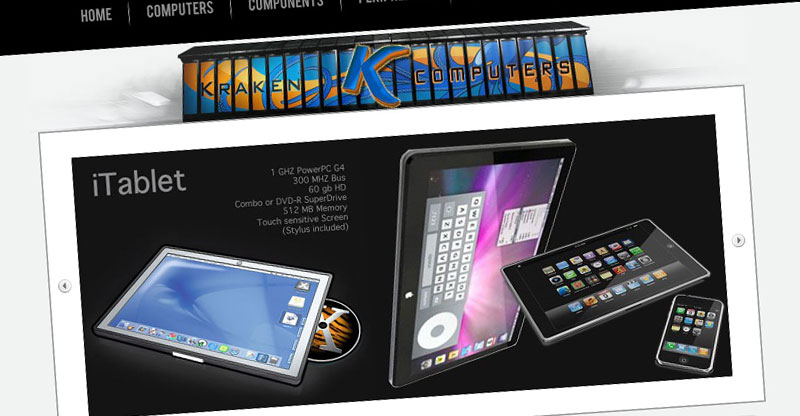 HOME
COMPUTERS
COMPONENTS
KRAKEN K COMPUTERS
iTablet
1 GHZ PowerPC G4
300 MHZ Bus
60 gb HD
Combo or DVD-R SuperDrive
512 MB Memory
Touch sensitive Screen
(Stylus included)
X